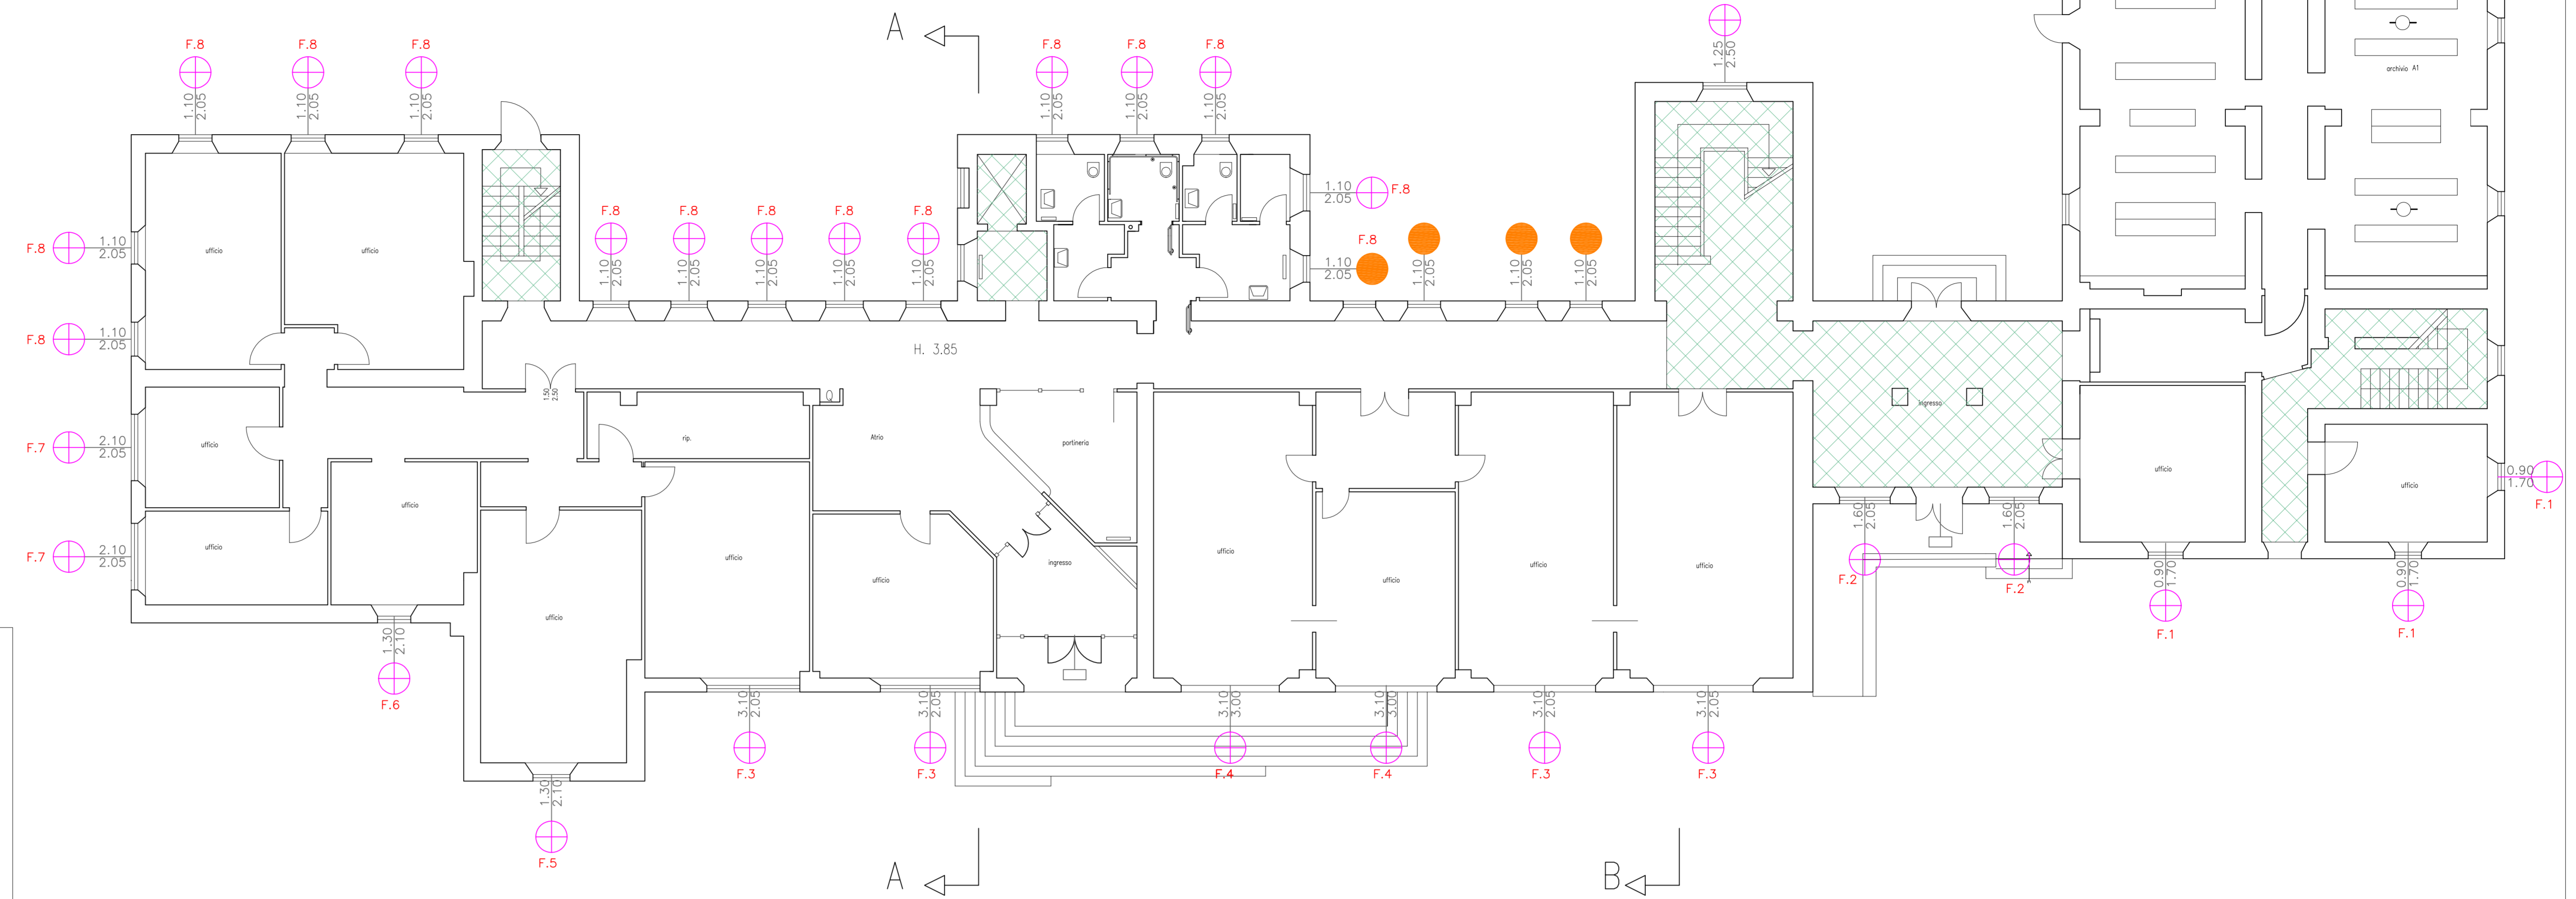 A
1.25
2.50
archivio A1
F.8
F.8
F.8
F.8
F.8
F.8
1.10
2.05
1.10
2.05
1.10
2.05
1.10
2.05
1.10
2.05
1.10
2.05
1.10
2.05
F.8
F.8
F.8
F.8
F.8
F.8
F.8
1.10
2.05
F.8
1.10
2.05
ufficio
ufficio
1.10
2.05
1.10
2.05
1.10
2.05
1.10
2.05
1.10
2.05
1.10
2.05
1.10
2.05
1.10
2.05
F.8
1.10
2.05
H. 3.85
1.50
2.50
ingresso
F.7
2.10
2.05
ufficio
rip.
Atrio
portineria
ufficio
ufficio
0.90
1.70
F.1
ufficio
1.60
2.05
1.60
2.05
F.7
2.10
2.05
ufficio
ufficio
ufficio
ufficio
ingresso
ufficio
ufficio
ufficio
ufficio
F.2
F.2
0.90
1.70
0.90
1.70
ufficio
F.1
F.1
1.30
2.10
F.6
3.10
2.05
3.10
2.05
3.10
3.00
3.10
3.00
3.10
2.05
3.10
2.05
F.3
F.3
F.4
F.4
F.3
F.3
1.30
2.10
F.5
A
B